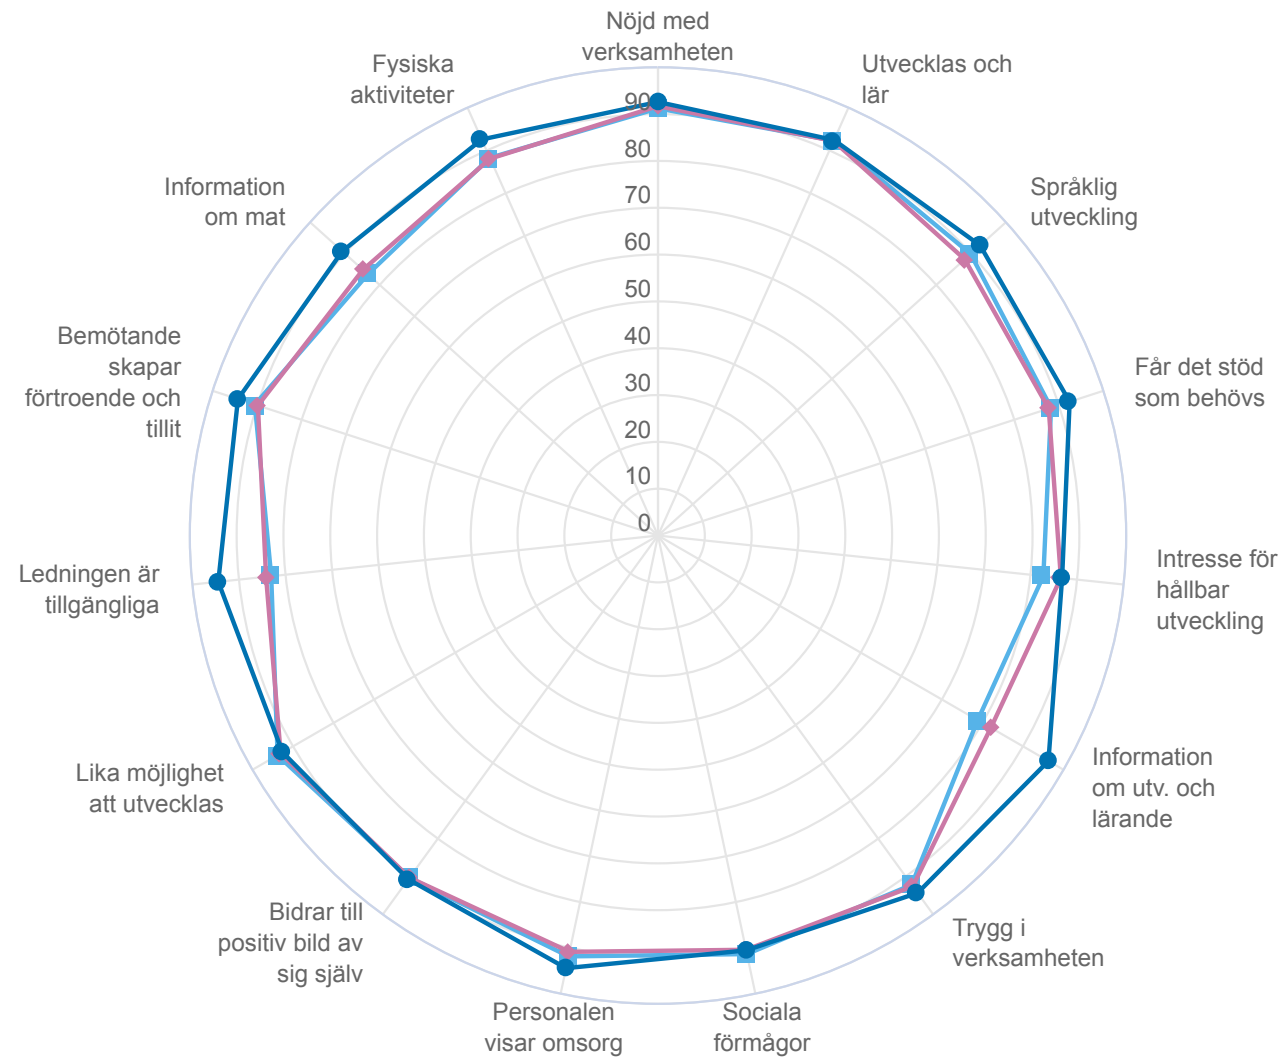 Nöjd med
verksamheten
Utvecklas och
lär
Språklig
utveckling
Får det stöd
som behövs
Intresse för
hållbar
utveckling
Information
om utv. och
lärande
Trygg i
verksamheten
Sociala
förmågor
Personalen
visar omsorg
Bidrar till
positiv bild av
sig själv
Lika möjlighet
att utvecklas
Ledningen är
tillgängliga
Bemötande
skapar
förtroende och
tillit
Information
om mat
Fysiska
aktiviteter
90
80
70
60
50
40
30
20
10
0